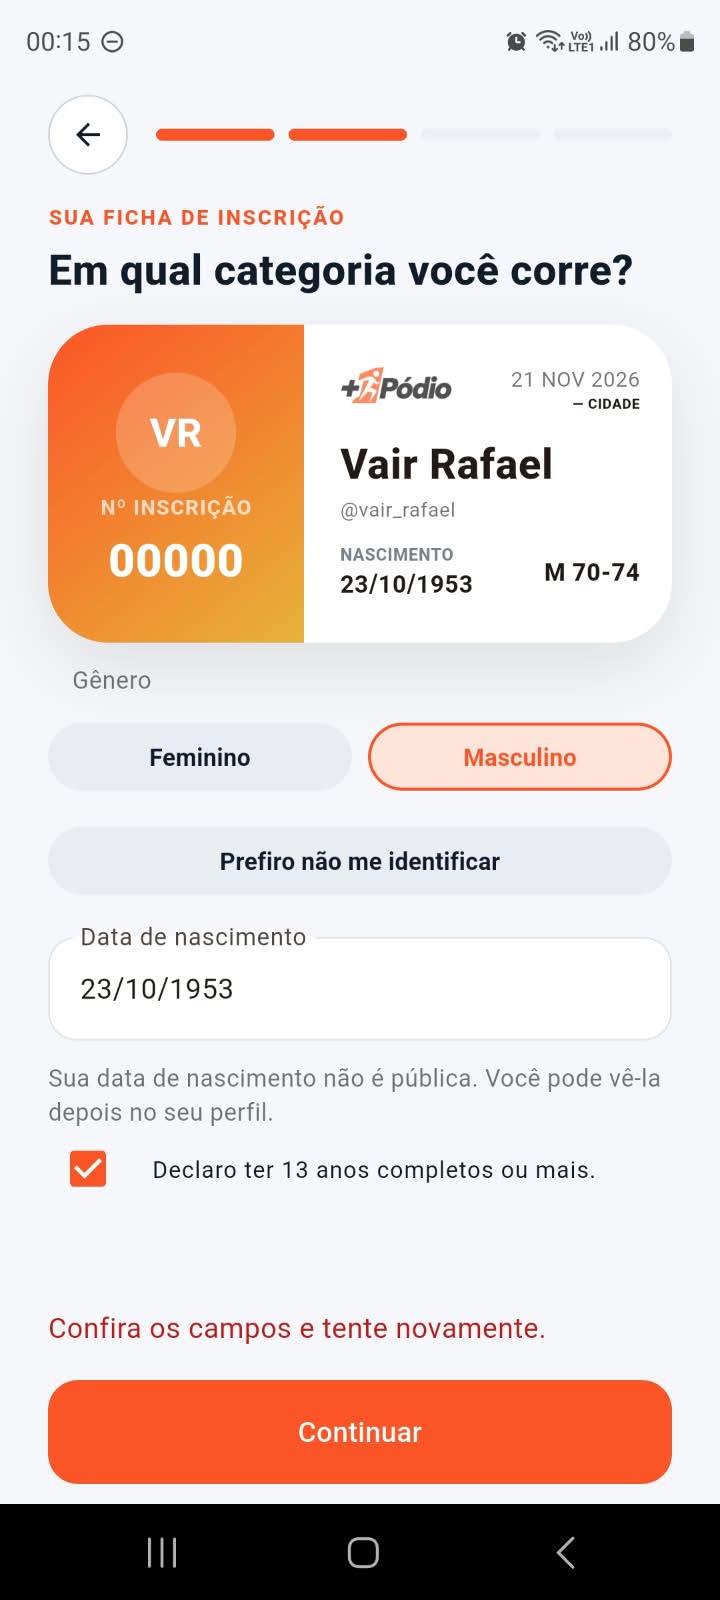 00:15
Vo)) LTE1 80%
SUA FICHA DE INSCRIÇÃO
Em qual categoria você corre?
VR
Nº INSCRIÇÃO
00000
+Pódio
21 NOV 2026
— CIDADE
Vair Rafael
@vair_rafael
NASCIMENTO
23/10/1953
M 70-74
Gênero
Feminino
Masculino
Prefiro não me identificar
Data de nascimento
23/10/1953
Sua data de nascimento não é pública. Você pode vê-la
depois no seu perfil.
Declaro ter 13 anos completos ou mais.
Confira os campos e tente novamente.
Continuar